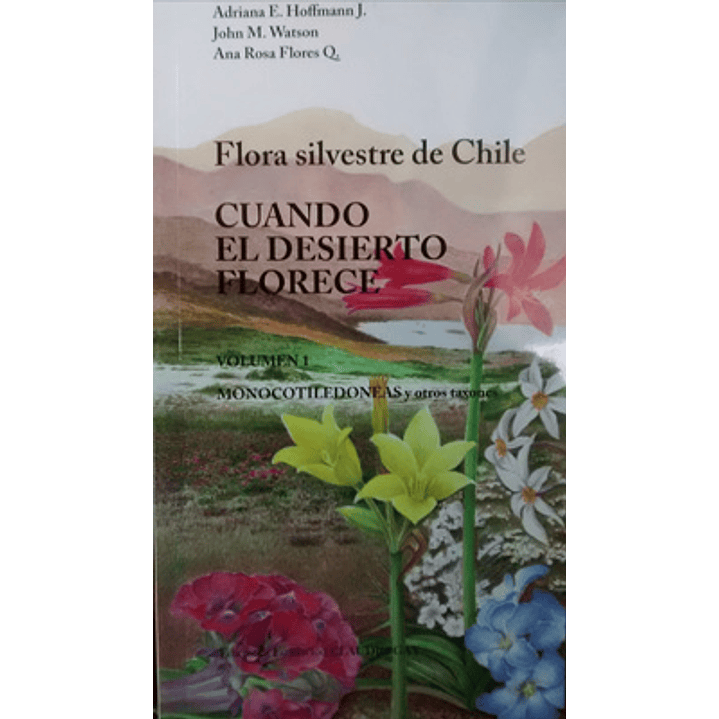 Adriana E. Hoffmann J.
John M. Watson
Ana Rosa Flores Q.
Flora silvestre de Chile
CUANDO
EL DESIERTO
FLORECE
VOLUMEN 1
MONOCOTILEDONEAS y otros taxones